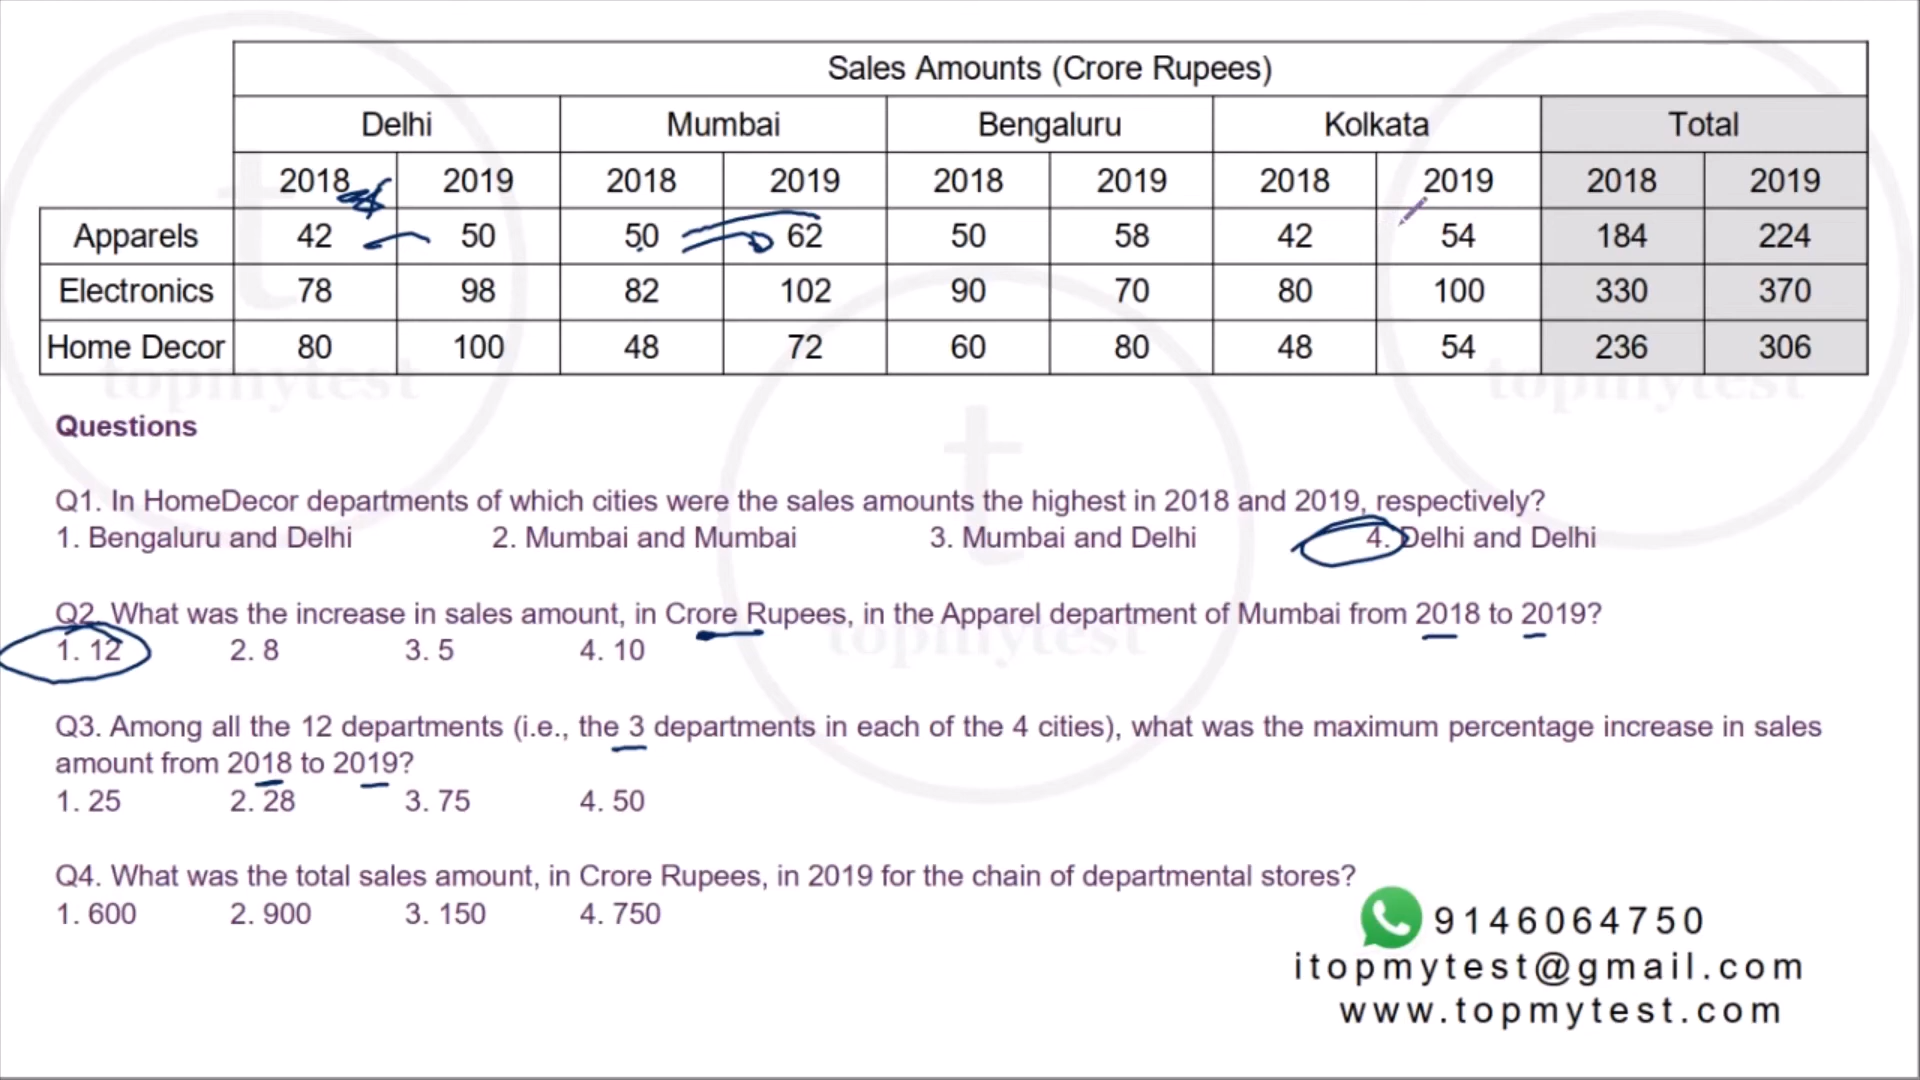 Sales Amounts (Crore Rupees)
Delhi Mumbai Bengaluru Kolkata Total
2018 2019 2018 2019 2018 2019 2018 2019 2018 2019
Apparels 42 50 50 62 50 58 42 54 184 224
Electronics 78 98 82 102 90 70 80 100 330 370
Home Decor 80 100 48 72 60 80 48 54 236 306
topmytest topmytest
Questions
Q1. In HomeDecor departments of which cities were the sales amounts the highest in 2018 and 2019, respectively?
1. Bengaluru and Delhi 2. Mumbai and Mumbai 3. Mumbai and Delhi 4. Delhi and Delhi
Q2. What was the increase in sales amount, in Crore Rupees, in the Apparel department of Mumbai from 2018 to 2019?
topmytest
1. 12 2. 8 3. 5 4. 10
Q3. Among all the 12 departments (i.e., the 3 departments in each of the 4 cities), what was the maximum percentage increase in sales
amount from 2018 to 2019?
1. 25 2. 28 3. 75 4. 50
Q4. What was the total sales amount, in Crore Rupees, in 2019 for the chain of departmental stores?
1. 600 2. 900 3. 150 4. 750
9146064750
itopmytest@gmail.com
www.topmytest.com